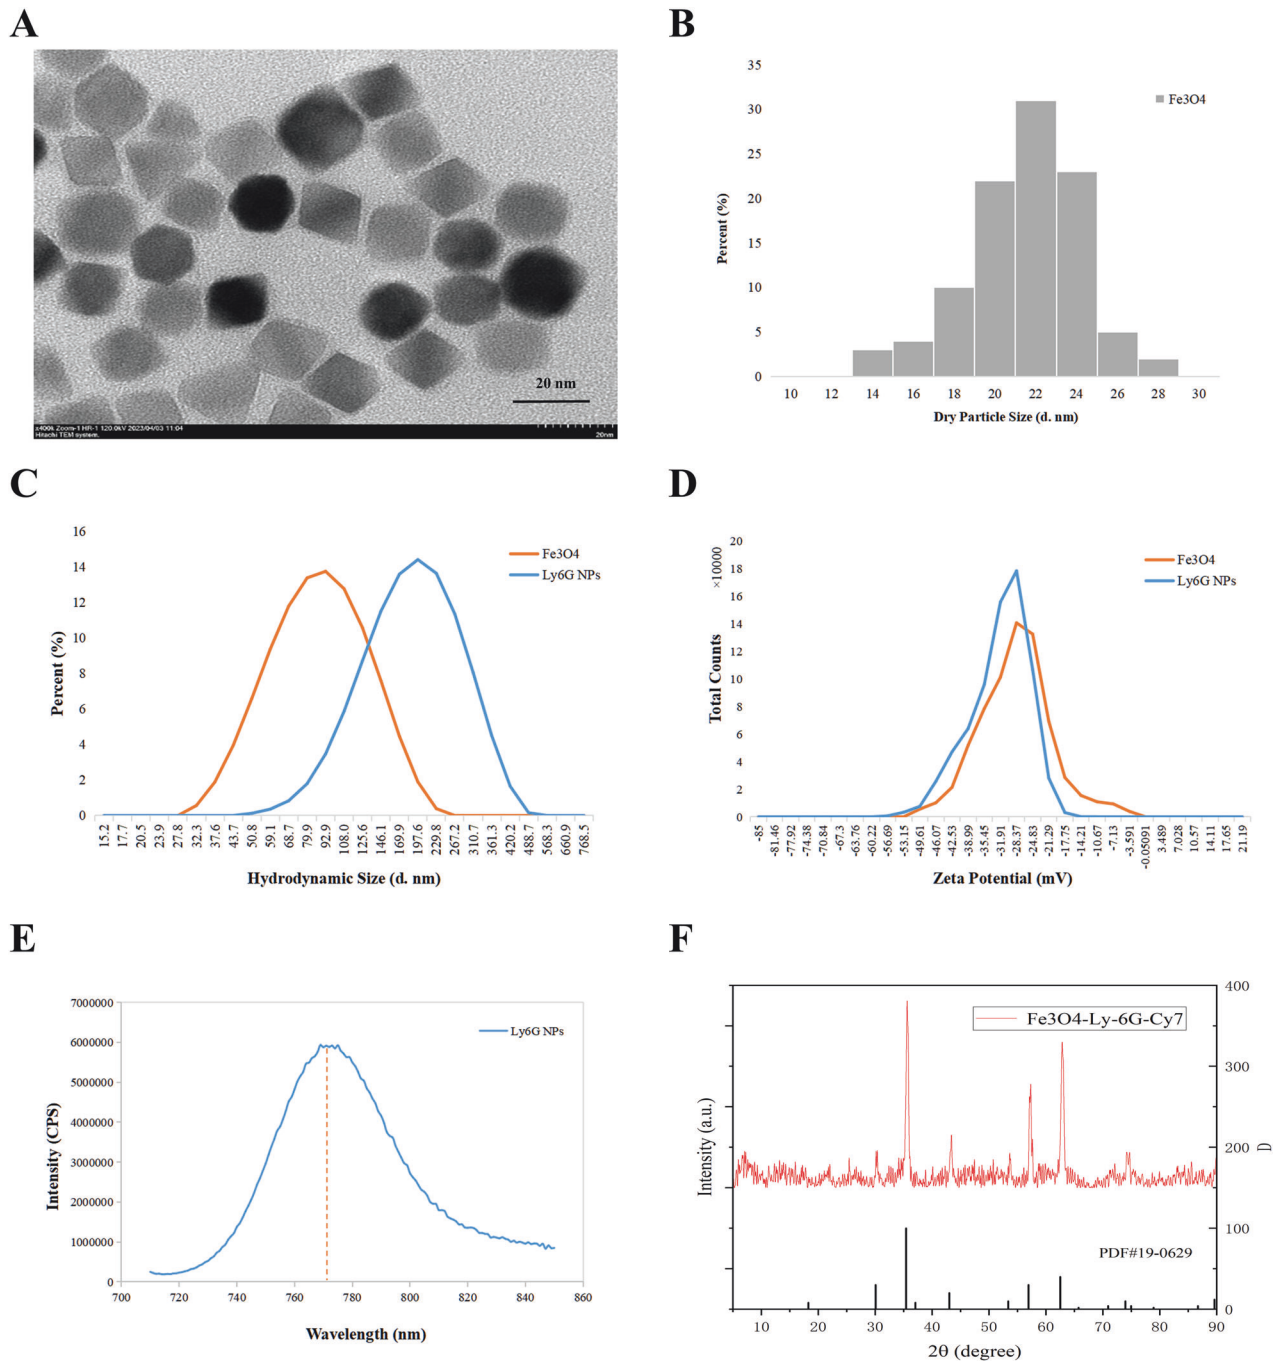 A
20 nm
x400k Zoom-1 HR-1 120.0kV 2023/04/03 11:04
Hitachi TEM system.
20nm
B
35
30
25
20
15
10
5
0
Percent (%)
Fe3O4
10 12 14 16 18 20 22 24 26 28 30
Dry Particle Size (d. nm)
C
16
14
12
10
8
6
4
2
0
Percent (%)
Fe3O4
Ly6G NPs
15.2 17.7 20.5 23.9 27.8 32.3 37.6 43.7 50.8 59.1 68.7 79.9 92.9 108.0 125.6 146.1 169.9 197.6 229.8 267.2 310.7 361.3 420.2 488.7 568.3 660.9 768.5
Hydrodynamic Size (d. nm)
D
×10000
20
18
16
14
12
10
8
6
4
2
0
Total Counts
Fe3O4
Ly6G NPs
-85 -81.46 -77.92 -74.38 -70.84 -67.3 -63.76 -60.22 -56.69 -53.15 -49.61 -46.07 -42.53 -38.99 -35.45 -31.91 -28.37 -24.83 -21.29 -17.75 -14.21 -10.67 -7.13 -3.591 -0.05091 3.489 7.028 10.57 14.11 17.65 21.19
Zeta Potential (mV)
E
7000000
6000000
5000000
4000000
3000000
2000000
1000000
0
Intensity (CPS)
Ly6G NPs
700 720 740 760 780 800 820 840 860
Wavelength (nm)
F
Intensity (a.u.)
Fe3O4-Ly-6G-Cy7
400
300
200
100
0
D
PDF#19-0629
10 20 30 40 50 60 70 80 90
2θ (degree)